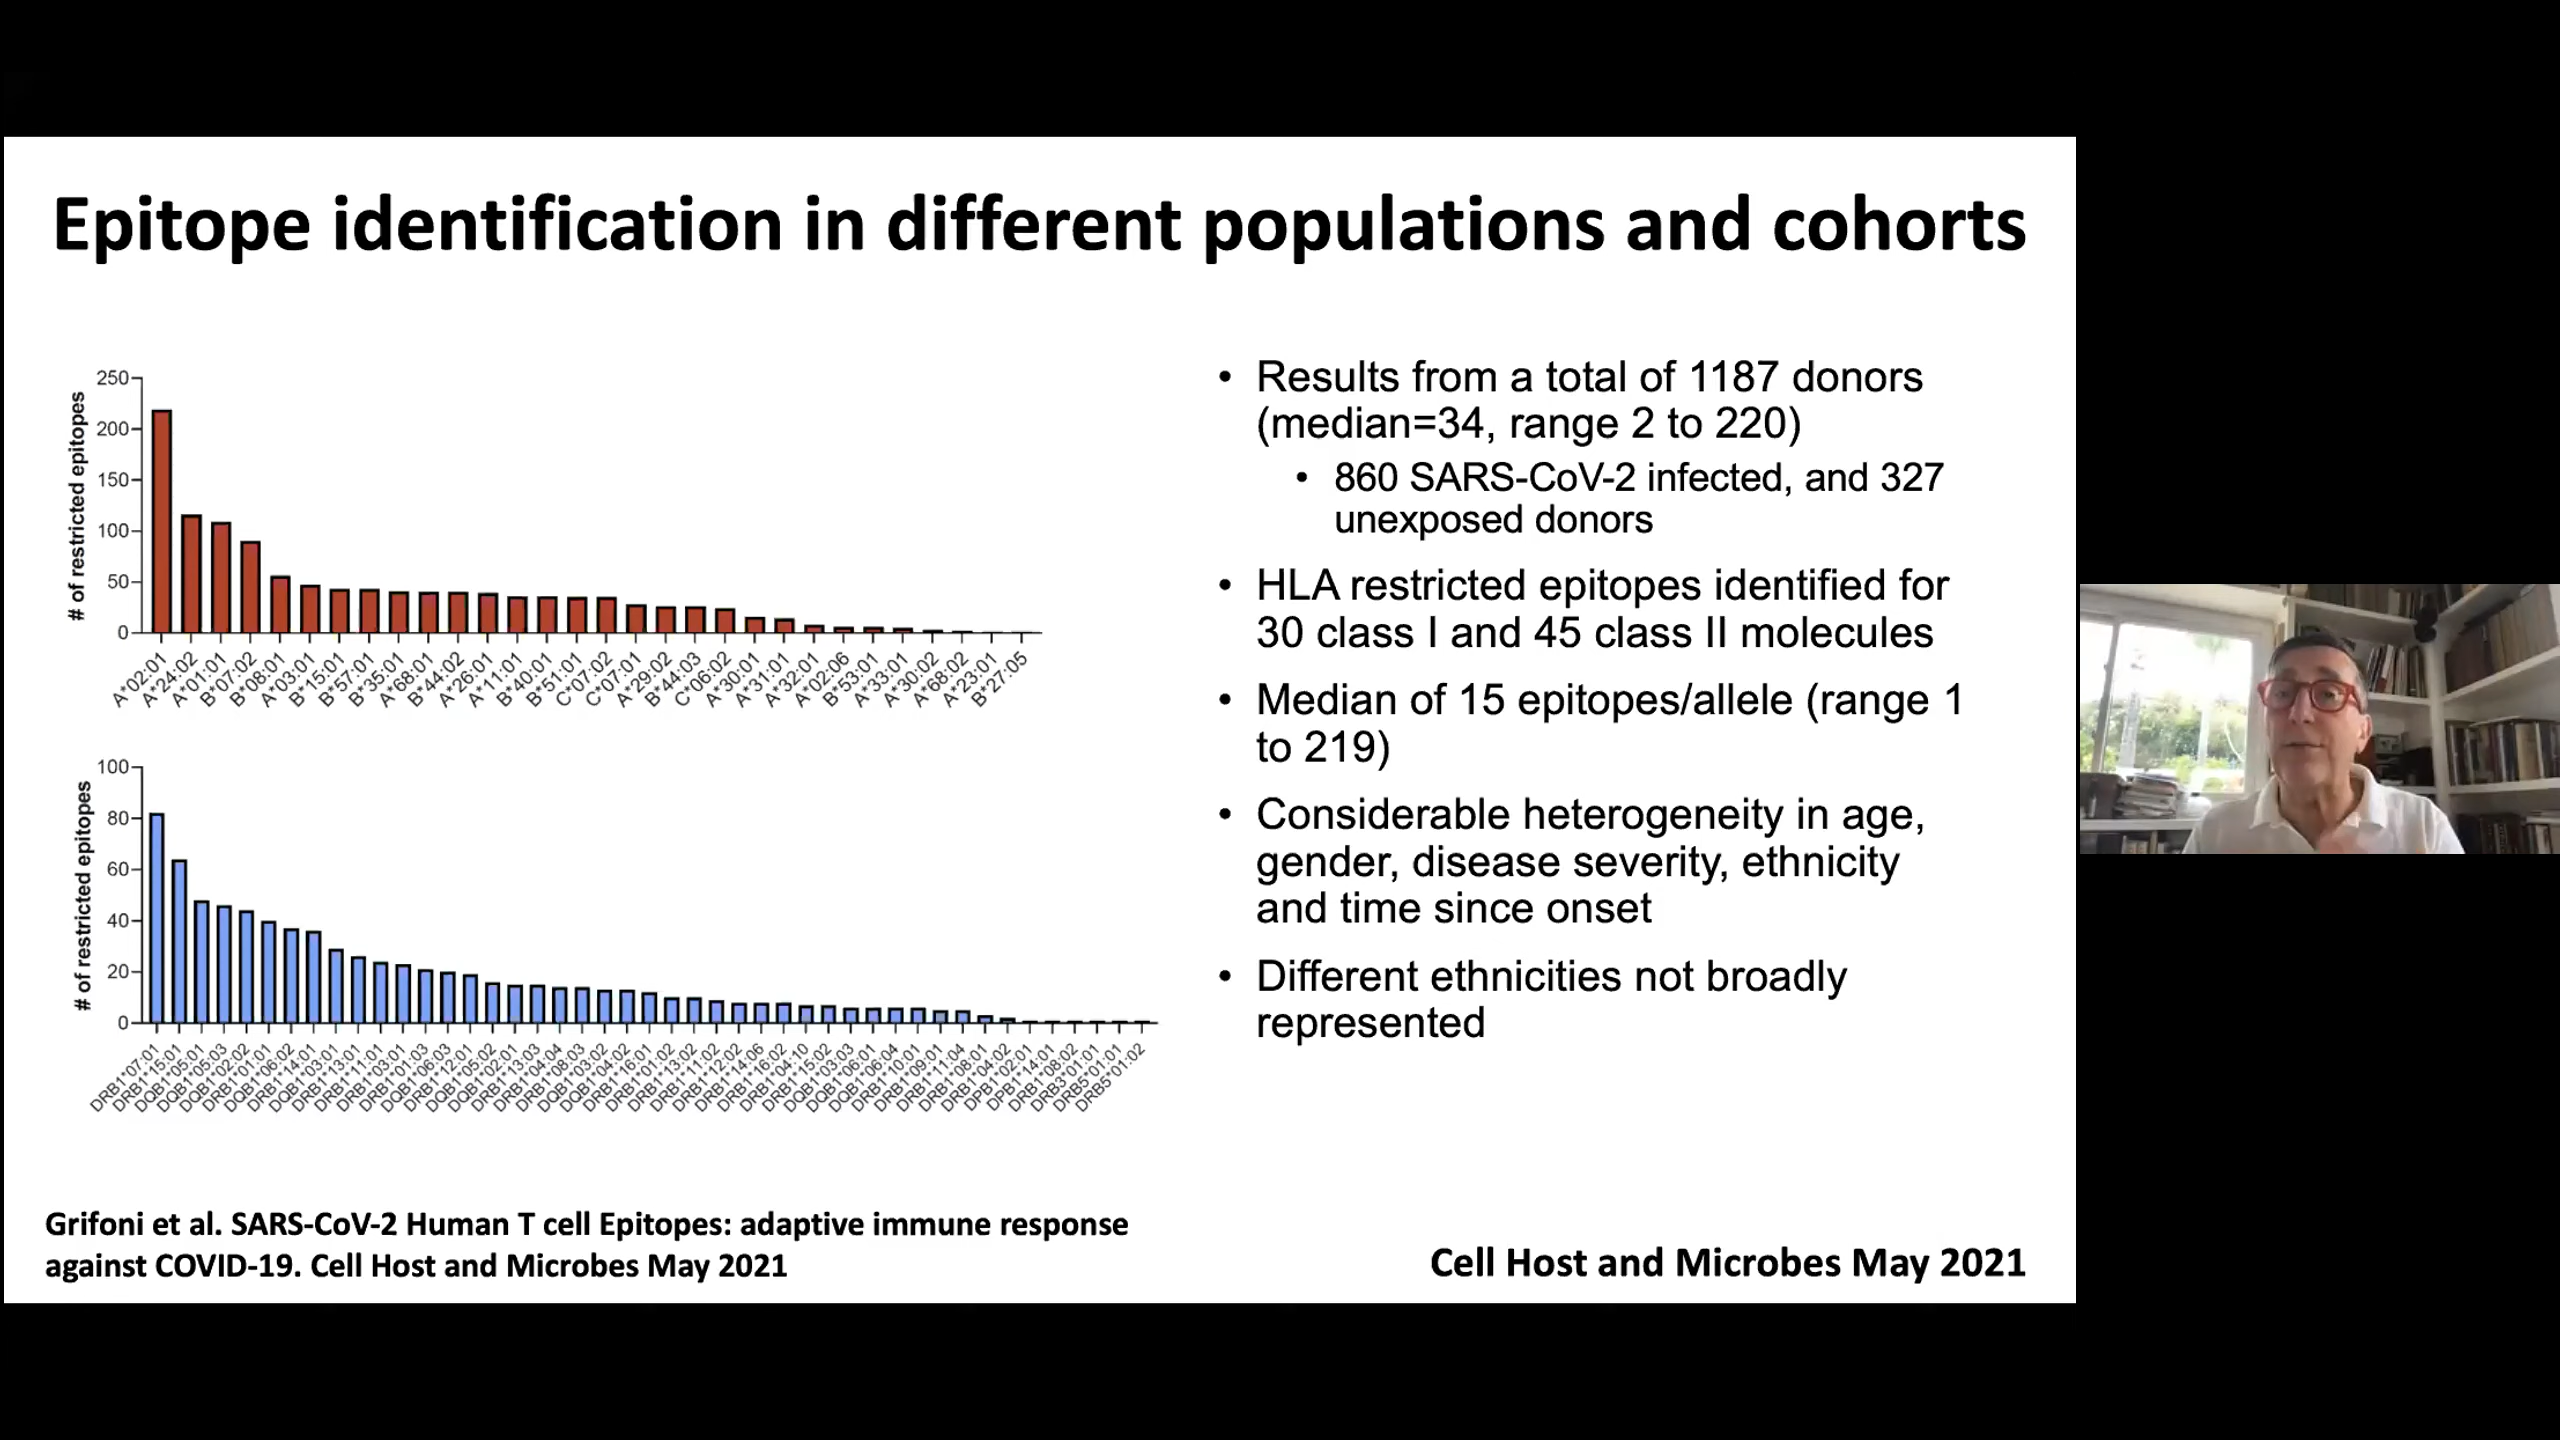 Epitope identification in different populations and cohorts
# of restricted epitopes
250
200
150
100
50
0
A*02:01
A*24:02
A*01:01
B*07:02
B*08:01
A*03:01
B*15:01
B*57:01
B*35:01
A*68:01
B*44:02
A*26:01
A*11:01
B*40:01
B*51:01
C*07:02
C*07:01
A*29:02
B*44:03
C*06:02
A*30:01
A*31:01
A*32:01
A*02:06
B*53:01
A*33:01
A*30:02
A*68:02
A*23:01
B*27:05
# of restricted epitopes
100
80
60
40
20
0
DRB1*07:01
DRB1*15:01
DQB1*05:01
DQB1*05:03
DQB1*02:02
DRB1*01:01
DQB1*06:02
DRB1*14:01
DQB1*03:01
DRB1*13:01
DRB1*11:01
DRB1*03:01
DRB1*01:03
DQB1*06:03
DRB1*12:01
DQB1*05:02
DQB1*02:01
DRB1*13:03
DRB1*04:04
DRB1*08:03
DQB1*03:02
DQB1*04:02
DRB1*16:01
DRB1*01:02
DRB1*13:02
DRB1*11:02
DRB1*12:02
DRB1*14:06
DRB1*16:02
DRB1*04:10
DRB1*15:02
DQB1*03:03
DQB1*06:01
DQB1*06:04
DRB1*10:01
DRB1*09:01
DRB1*11:04
DRB1*08:01
DRB1*04:02
DPB1*02:01
DPB1*14:01
DRB1*08:02
DRB3*01:01
DRB5*01:01
DRB5*01:02
• Results from a total of 1187 donors
(median=34, range 2 to 220)
• 860 SARS-CoV-2 infected, and 327
unexposed donors
• HLA restricted epitopes identified for
30 class I and 45 class II molecules
• Median of 15 epitopes/allele (range 1
to 219)
• Considerable heterogeneity in age,
gender, disease severity, ethnicity
and time since onset
• Different ethnicities not broadly
represented
Grifoni et al. SARS-CoV-2 Human T cell Epitopes: adaptive immune response
against COVID-19. Cell Host and Microbes May 2021
Cell Host and Microbes May 2021